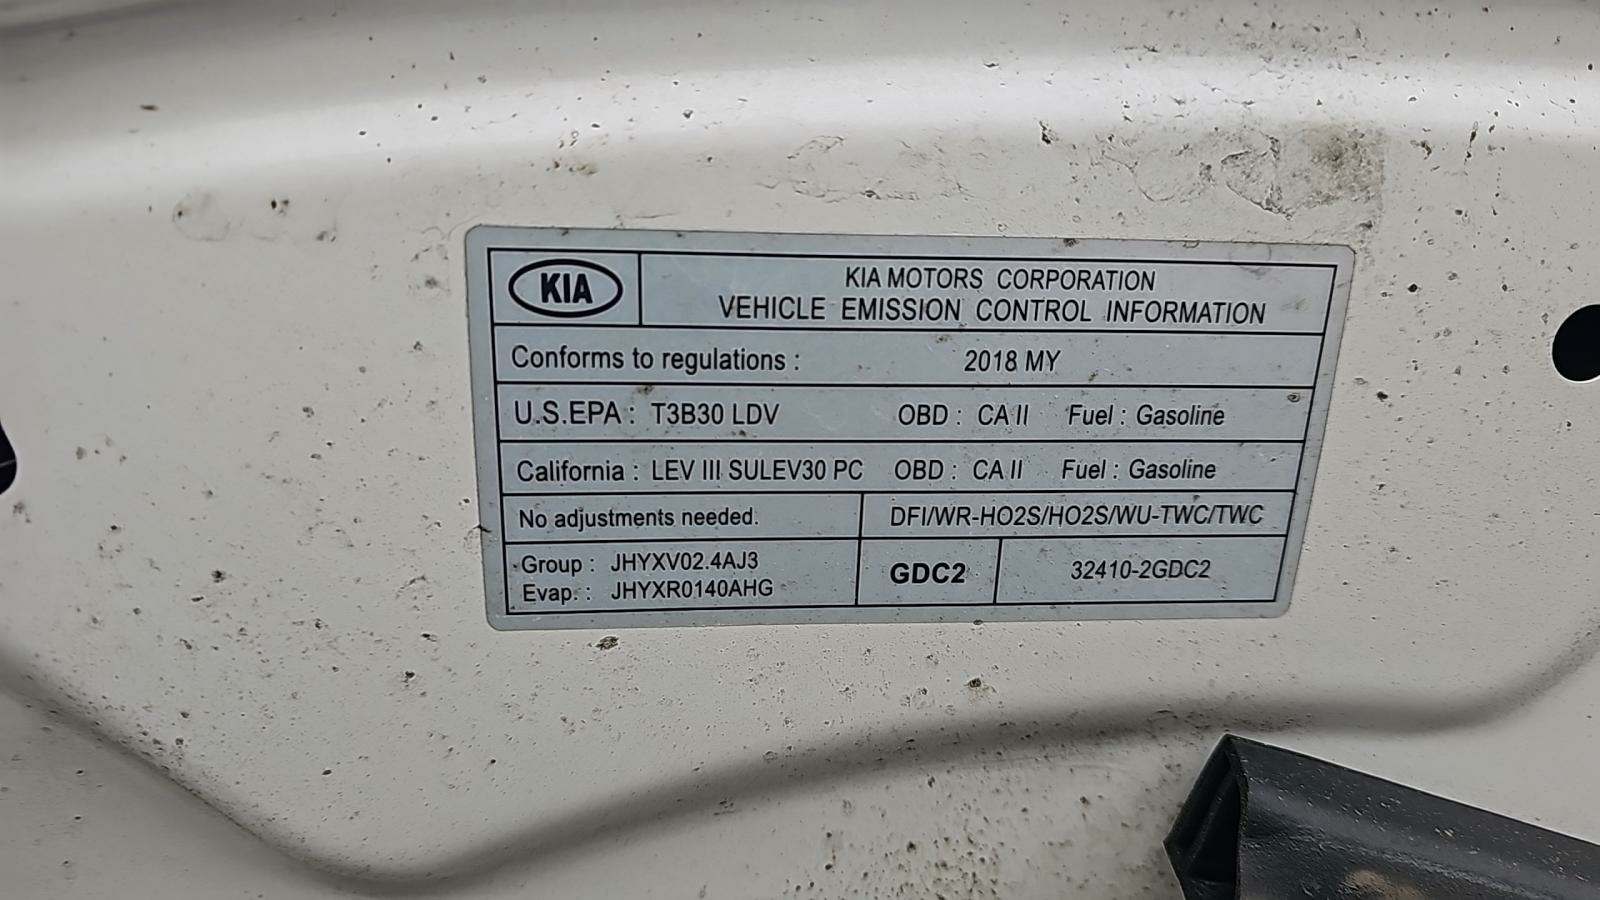 KIA
KIA MOTORS CORPORATION
VEHICLE EMISSION CONTROL INFORMATION
Conforms to regulations : 2018 MY
U.S.EPA : T3B30 LDV OBD : CA II Fuel : Gasoline
California : LEV III SULEV30 PC OBD : CA II Fuel : Gasoline
No adjustments needed. DFI/WR-HO2S/HO2S/WU-TWC/TWC
Group : JHYXV02.4AJ3
Evap. : JHYXR0140AHG
GDC2
32410-2GDC2